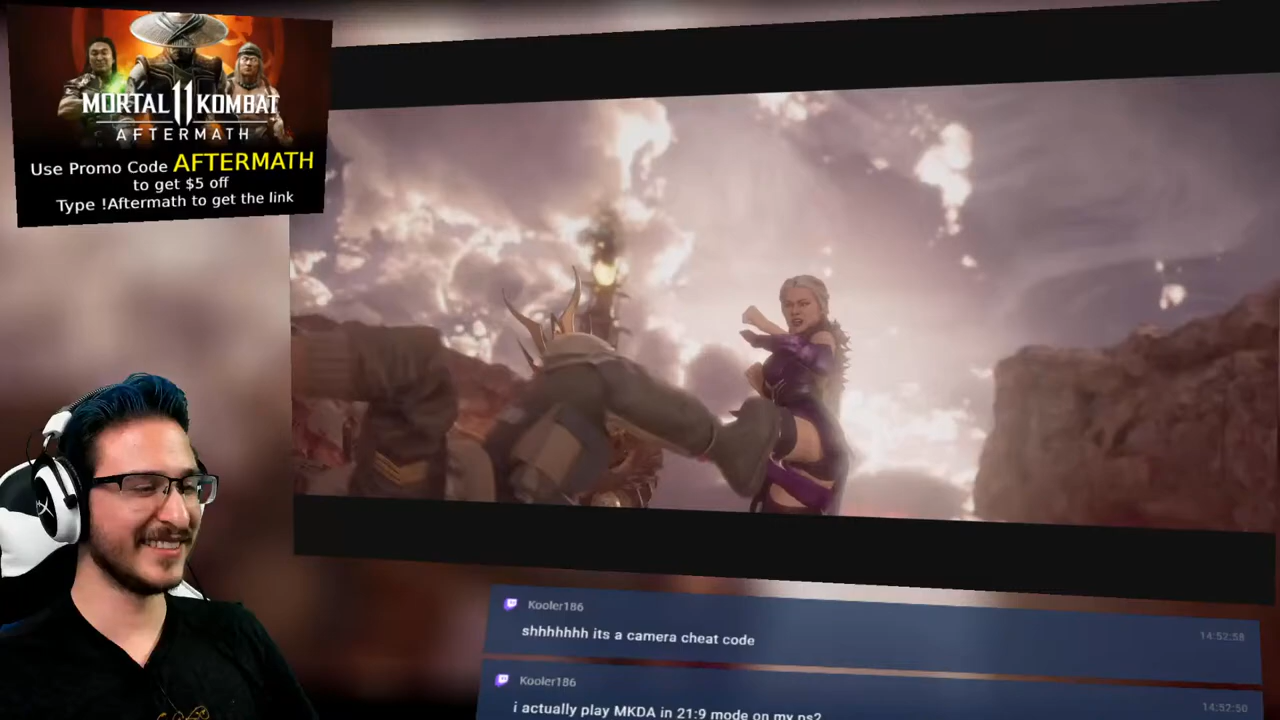 MORTAL 11 KOMBAT
AFTERMATH
Use Promo Code AFTERMATH
to get $5 off
Type !Aftermath to get the link
Kooler186
shhhhhhh its a camera cheat code
14:52:58
Kooler186
i actually play MKDA in 21:9 mode on my ps2
14:52:50